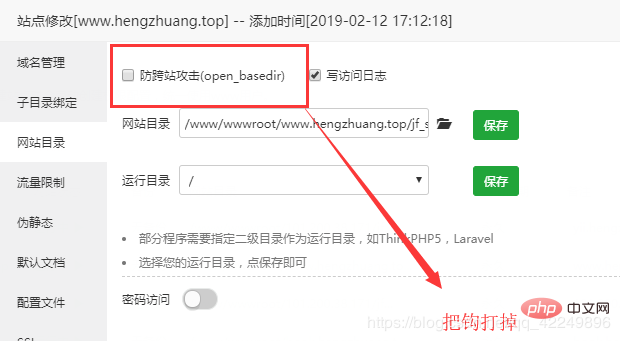 站点修改[www.hengzhuang.top] -- 添加时间[2019-02-12 17:12:18]
域名管理
子目录绑定
网站目录
流量限制
伪静态
默认文档
配置文件
防跨站攻击(open_basedir) 写访问日志
网站目录 /www/wwwroot/www.hengzhuang.top/jf_s 保存
运行目录 / 保存
部分程序需要指定二级目录作为运行目录，如ThinkPHP5，Laravel
选择您的运行目录，点保存即可
密码访问
把钩打掉
php 中文网